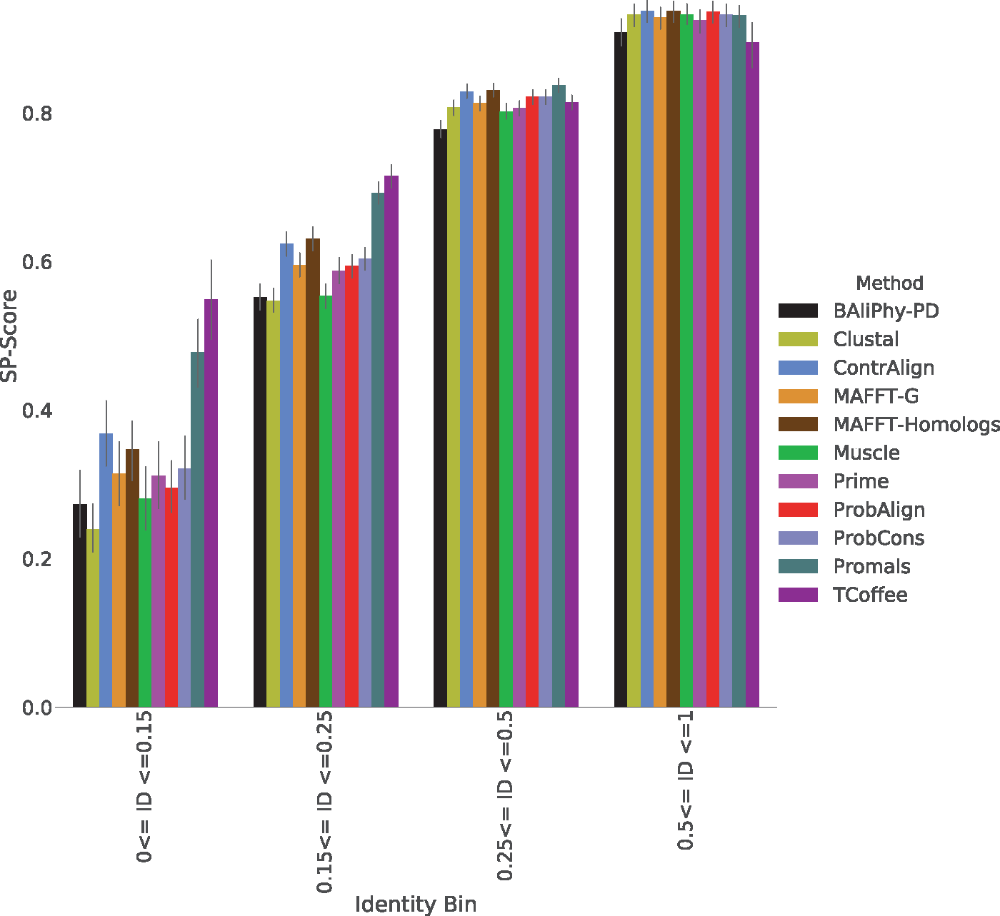 0.8
0.6
0.4
0.2
0.0
SP-Score
0<= ID <=0.15
0.15<= ID <=0.25
0.25<= ID <=0.5
0.5<= ID <=1
Identity Bin
Method
BAliPhy-PD
Clustal
ContrAlign
MAFFT-G
MAFFT-Homologs
Muscle
Prime
ProbAlign
ProbCons
Promals
TCoffee